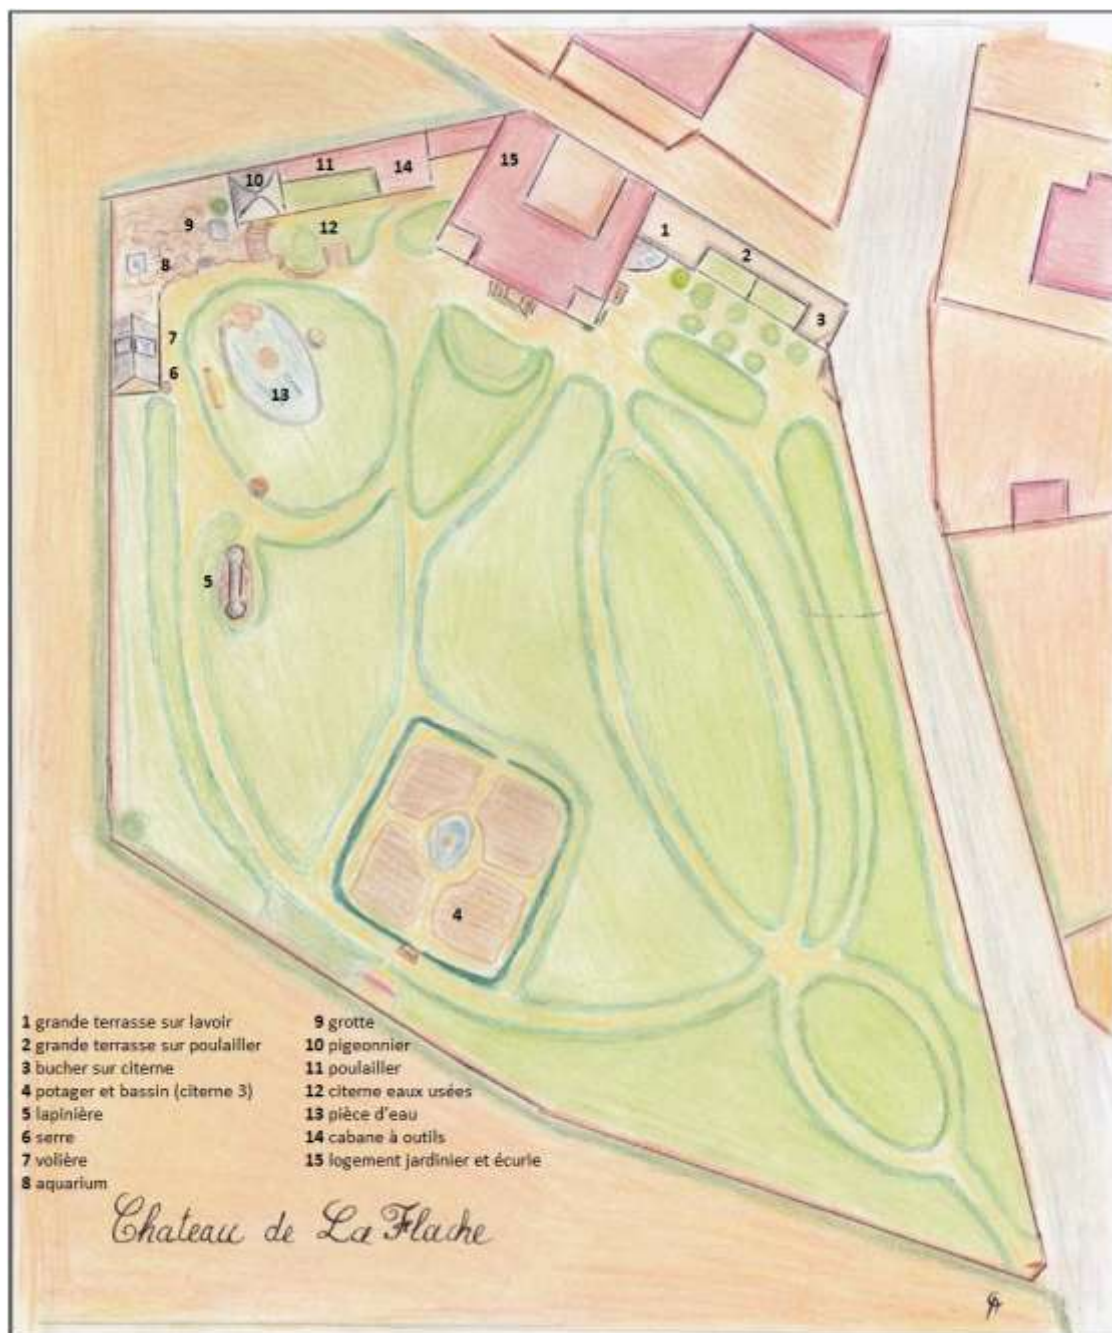 15
11
14
10
9
12
1
2
8
3
7
6
13
5
4
1 grande terrasse sur lavoir
2 grande terrasse sur poulailler
3 bucher sur citerne
4 potager et bassin (citerne 3)
5 lapinière
6 serre
7 volière
8 aquarium
9 grotte
10 pigeonnier
11 poulailler
12 citerne eaux usées
13 pièce d'eau
14 cabane à outils
15 logement jardinier et écurie
Chateau de La Flache